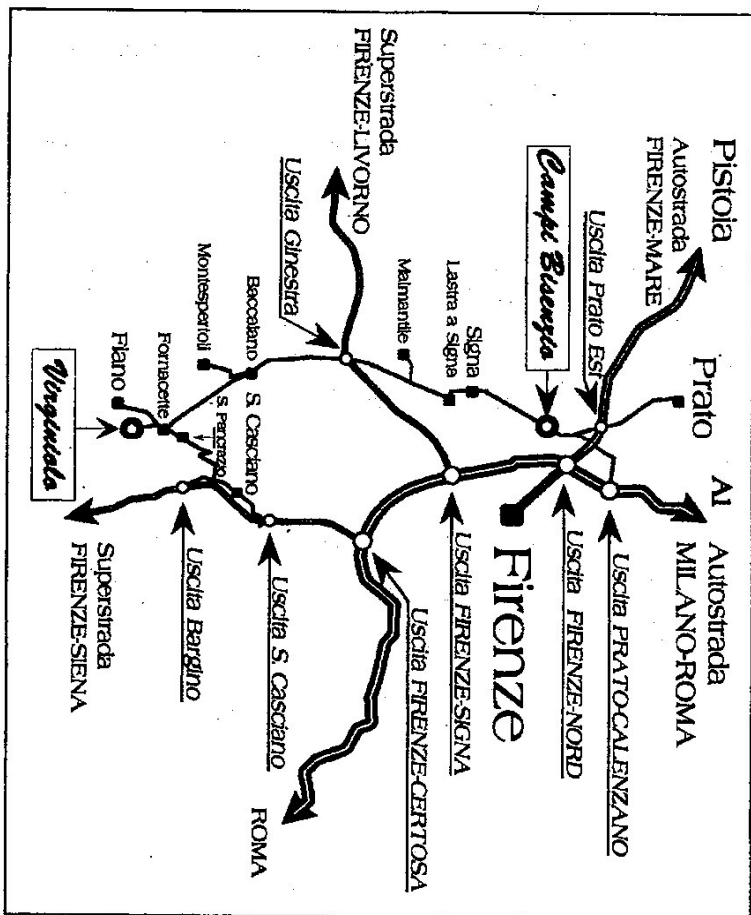 Pistoia
Autostrada
FIRENZE-MARE
Prato
A1
Autostrada
MILANO-ROMA
Uscita Prato EST
Uscita PRATO-CALENZANO
Campi Bisenzio
Uscita FIRENZE-NORD
Firenze
Signa
Lastra a Signa
Uscita FIRENZE-SIGNA
Malmantile
Superstrada
FIRENZE-LIVORNO
Uscita FIRENZE-CERTOSA
Uscita Ginestra
Uscita S. Casciano
ROMA
S. Casciano
Baccaiano
S. Pancrazio
Montespertoli
Uscita Bargino
Fornacette
Fiano
Superstrada
FIRENZE-SIENA
Virginiolo